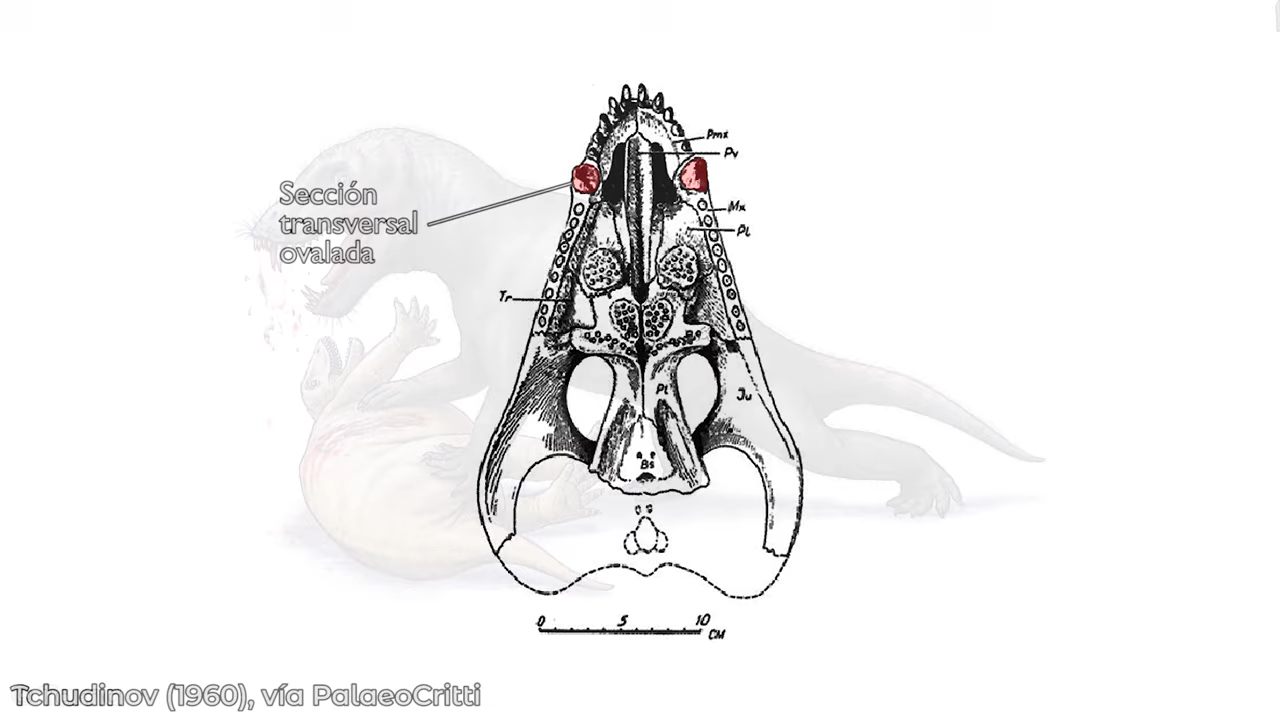 Pmx
Pv
Sección
transversal
ovalada
Mx
Pl
Tr
Pt
Ju
Bs
0 5 10
CM
Tchudinov (1960), vía PalaeoCritti